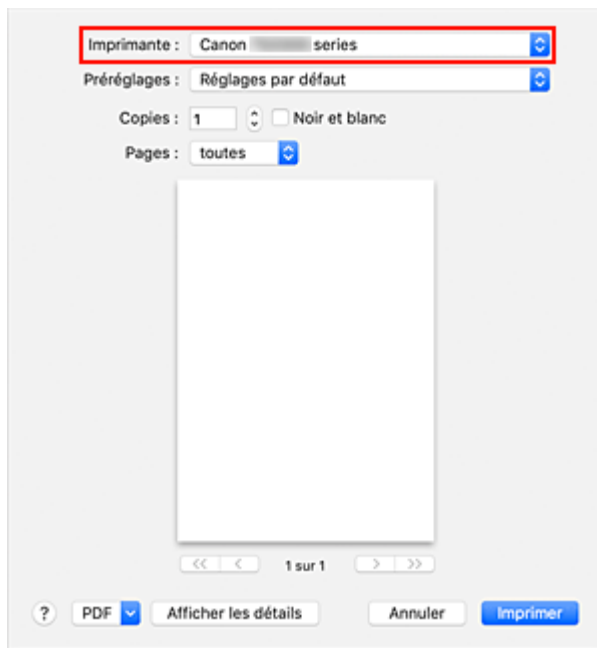 Imprimante : Canon series
Préréglages : Réglages par défaut
Copies : 1 Noir et blanc
Pages : toutes
<< < 1 sur 1 > >>
? PDF Afficher les détails Annuler Imprimer